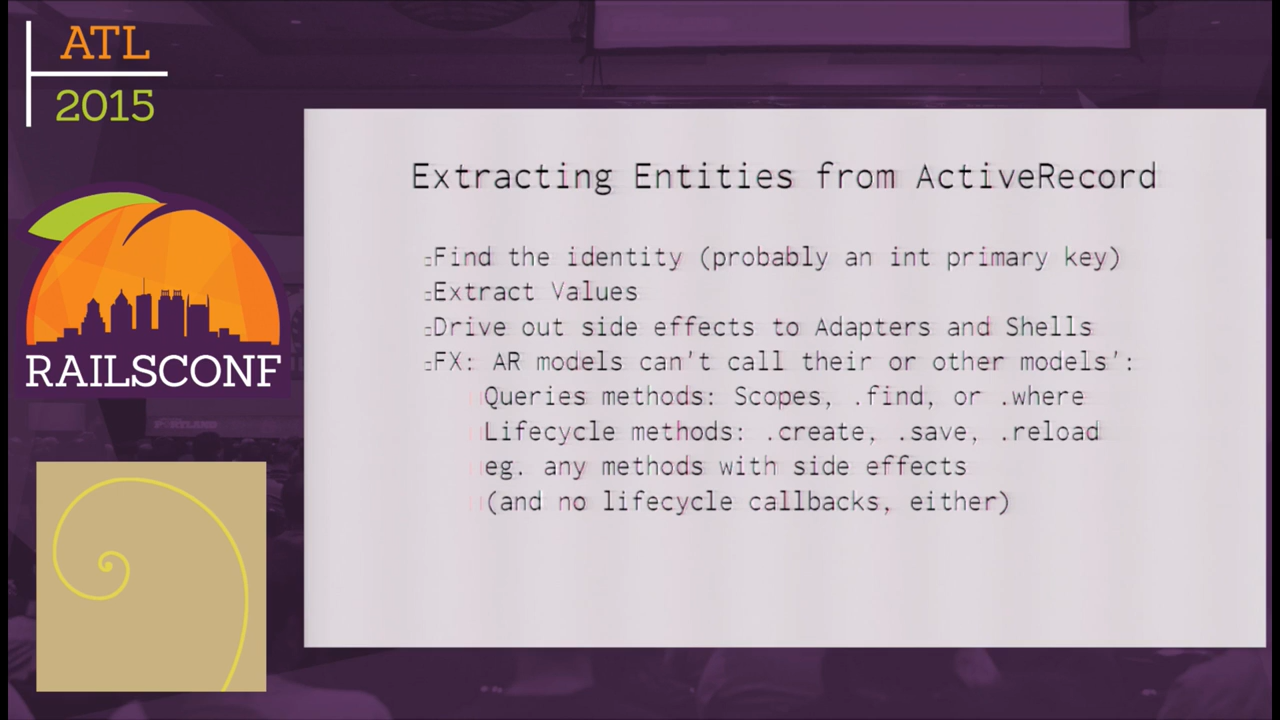 ATL
2015
RAILSCONF
Extracting Entities from ActiveRecord
-Find the identity (probably an int primary key)
-Extract Values
-Drive out side effects to Adapters and Shells
-FX: AR models can't call their or other models':
Queries methods: Scopes, .find, or .where
Lifecycle methods: .create, .save, .reload
eg. any methods with side effects
(and no lifecycle callbacks, either)
PORTLAND